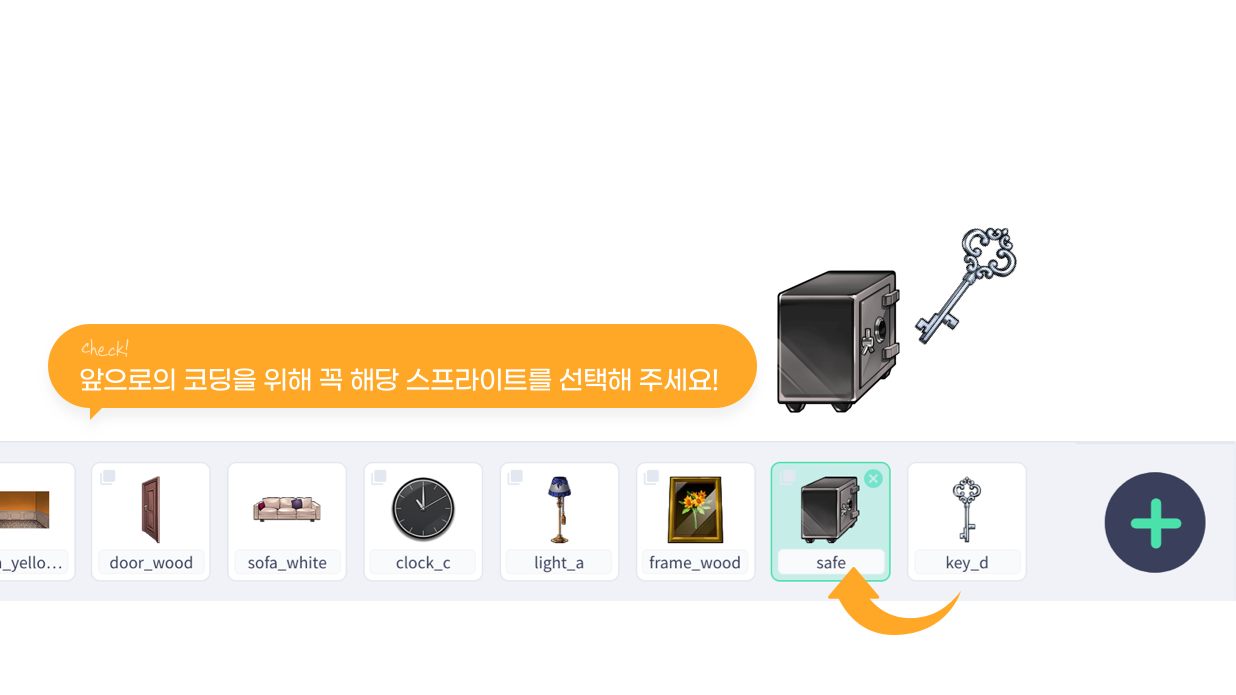 check!
앞으로의 코딩을 위해 꼭 해당 스프라이트를 선택해 주세요!
_yello...
door_wood
sofa_white
clock_c
light_a
frame_wood
safe
key_d